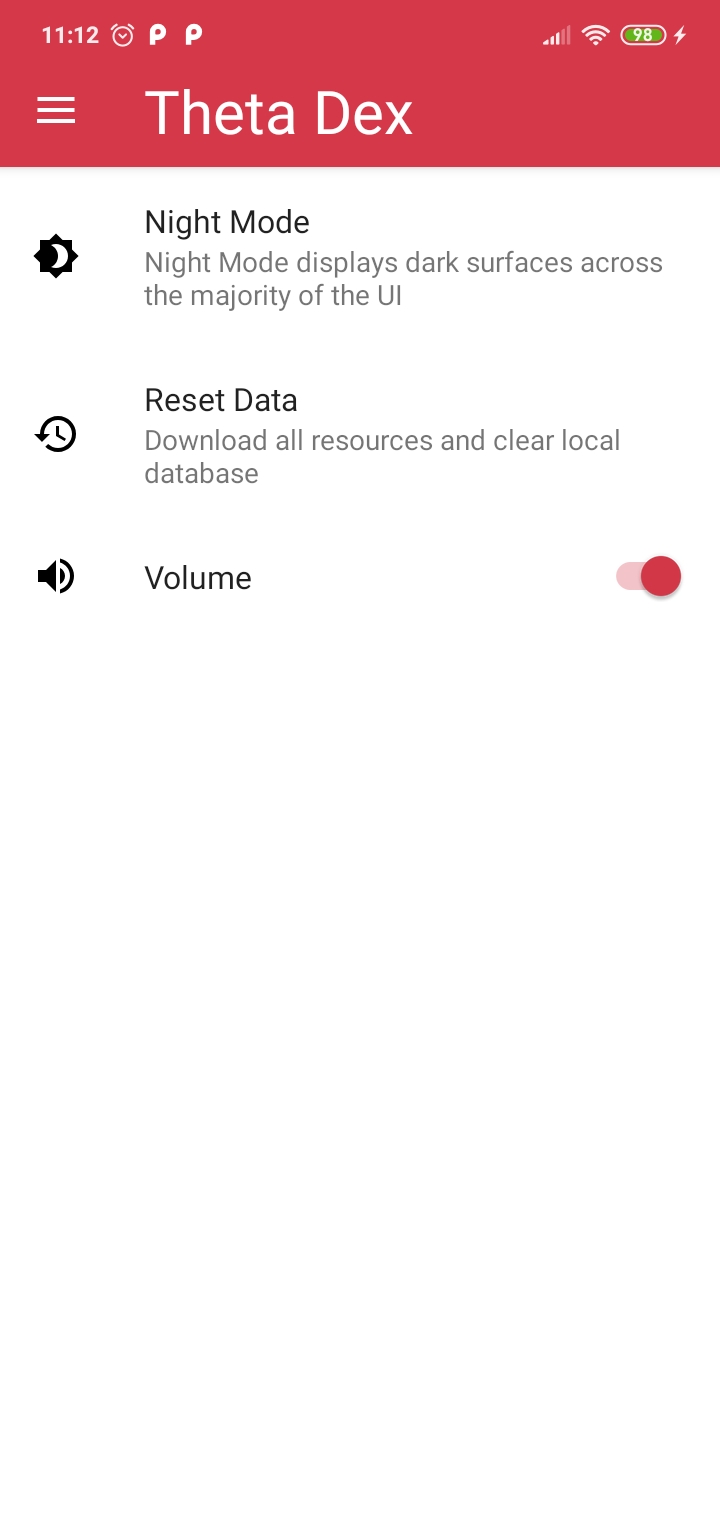 11:12 P P 98
Theta Dex
Night Mode
Night Mode displays dark surfaces across
the majority of the UI
Reset Data
Download all resources and clear local
database
Volume